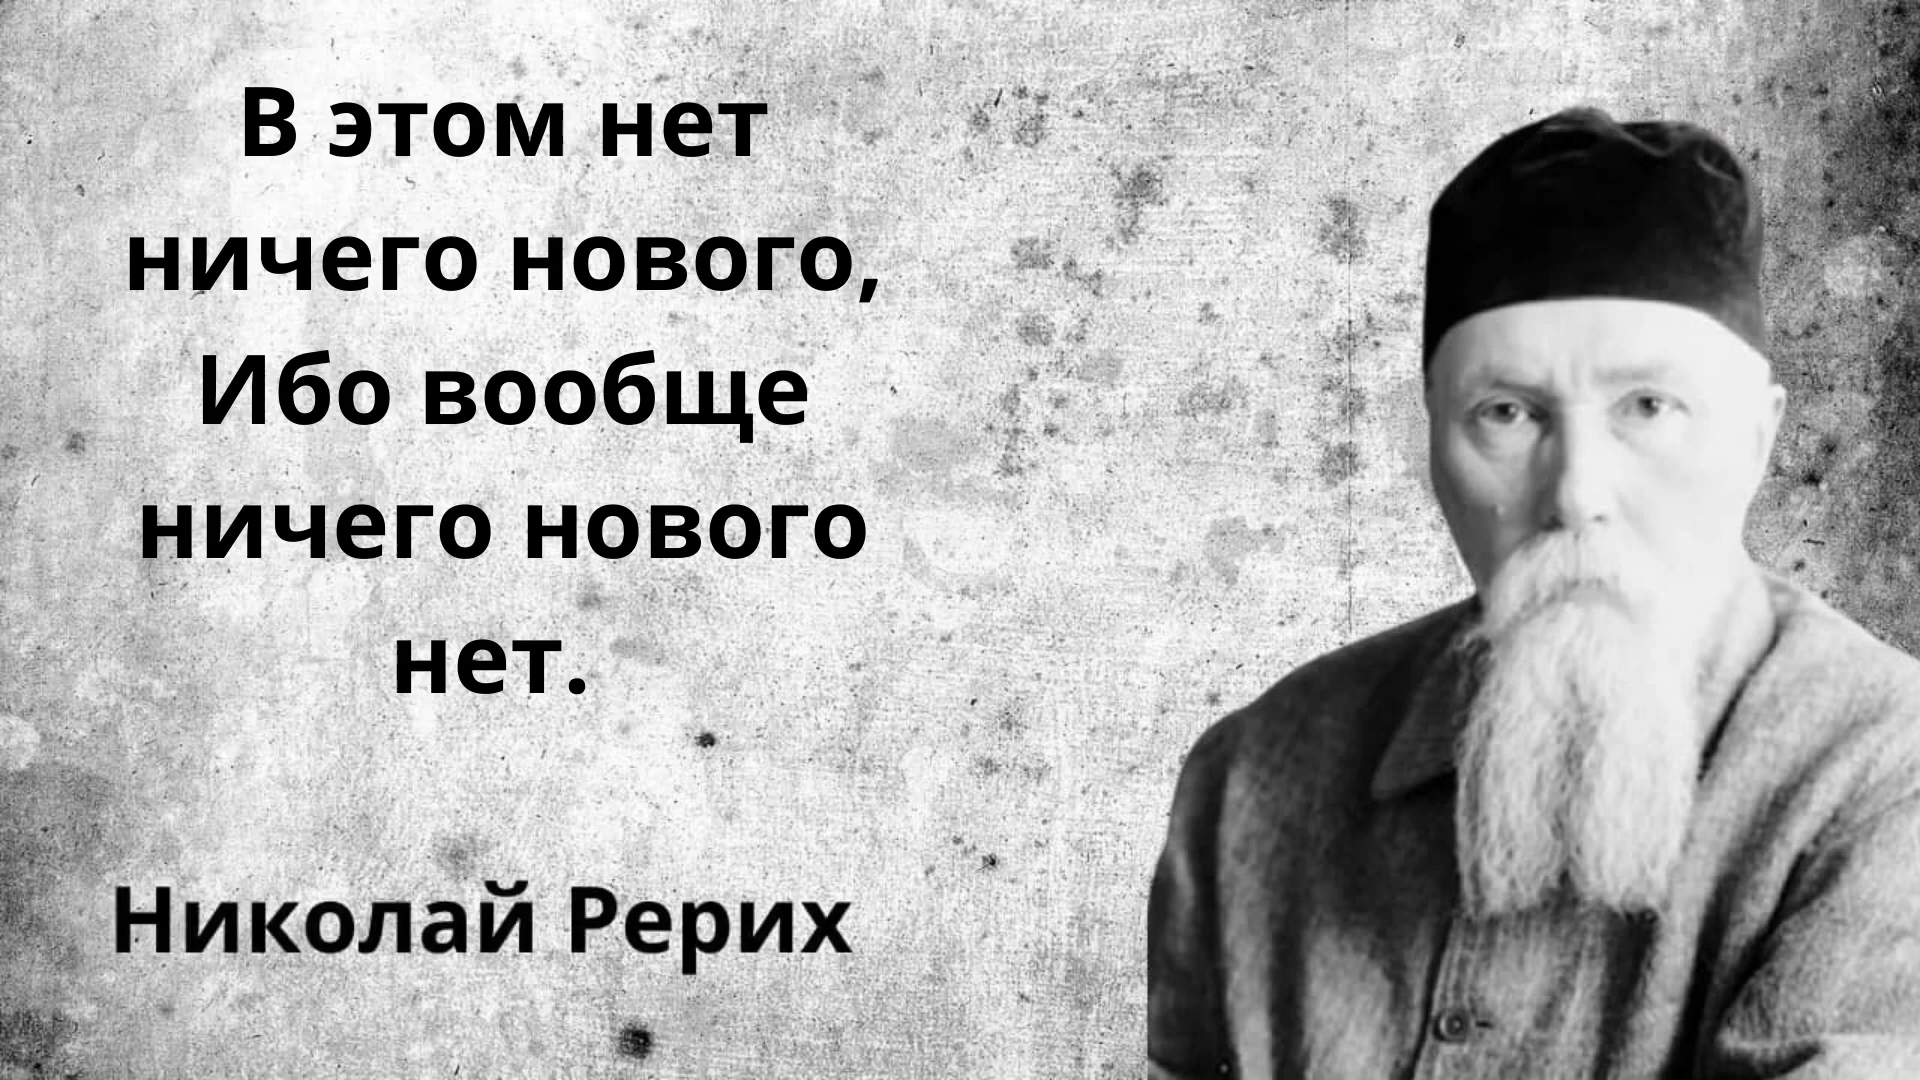 В этом нет
ничего нового,
Ибо вообще
ничего нового
нет.
Николай Рерих